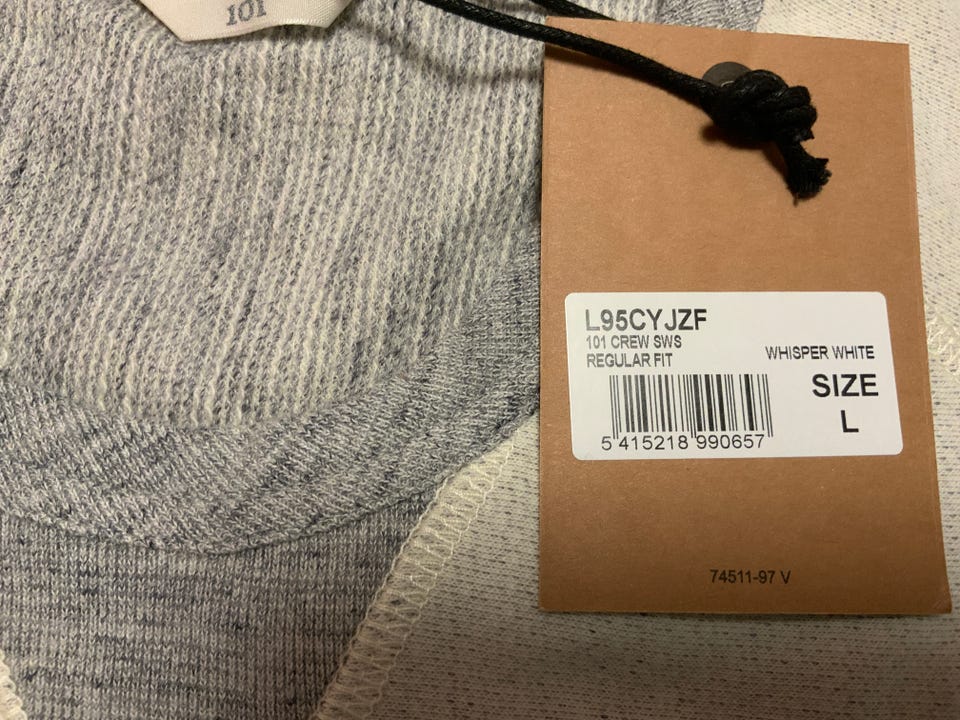 101
L95CYJZF
101 CREW SWS
REGULAR FIT
WHISPER WHITE
SIZE
L
5 415218 990657
74511-97 V